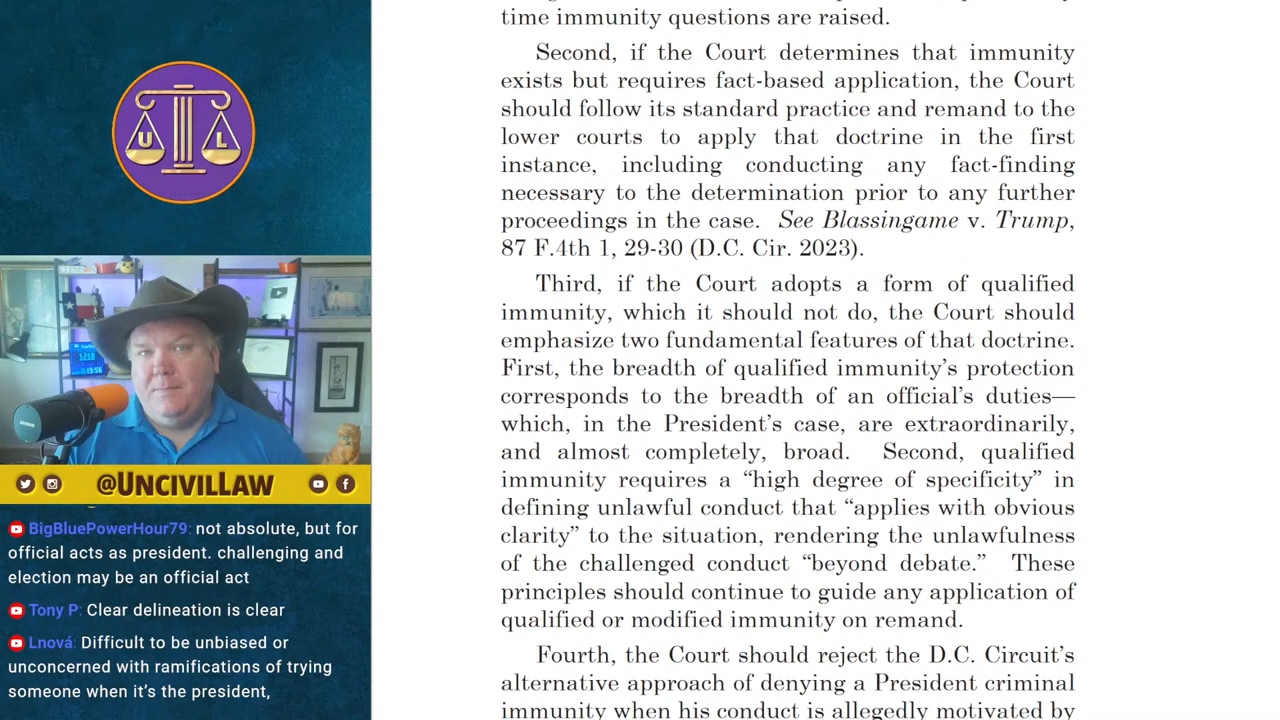 time immunity questions are raised.
Second, if the Court determines that immunity
exists but requires fact-based application, the Court
should follow its standard practice and remand to the
lower courts to apply that doctrine in the first
instance, including conducting any fact-finding
necessary to the determination prior to any further
proceedings in the case. See Blassingame v. Trump,
87 F.4th 1, 29-30 (D.C. Cir. 2023).
Third, if the Court adopts a form of qualified
immunity, which it should not do, the Court should
emphasize two fundamental features of that doctrine.
First, the breadth of qualified immunity's protection
corresponds to the breadth of an official's duties—
which, in the President's case, are extraordinarily,
and almost completely, broad. Second, qualified
immunity requires a “high degree of specificity” in
defining unlawful conduct that “applies with obvious
clarity” to the situation, rendering the unlawfulness
of the challenged conduct “beyond debate.” These
principles should continue to guide any application of
qualified or modified immunity on remand.
Fourth, the Court should reject the D.C. Circuit's
alternative approach of denying a President criminal
immunity when his conduct is allegedly motivated by
U L
@UNCIVILLAW
BigBluePowerHour79: not absolute, but for
official acts as president. challenging and
election may be an official act
Tony P: Clear delineation is clear
Lnová: Difficult to be unbiased or
unconcerned with ramifications of trying
someone when it's the president,